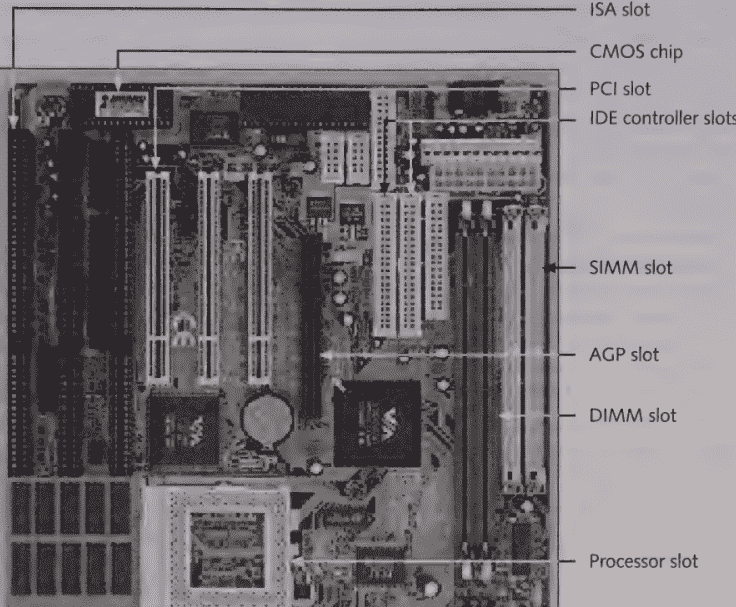 ISA slot
CMOS chip
PCI slot
IDE controller slots
SIMM slot
AGP slot
DIMM slot
Processor slot